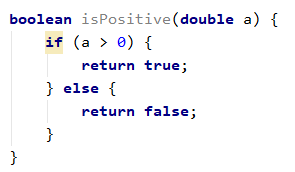 boolean isPositive(double a) {
    if (a > 0) {
        return true;
    } else {
        return false;
    }
}